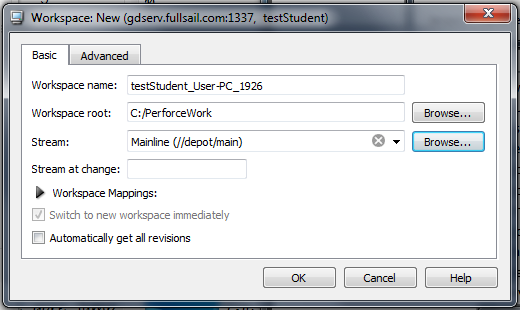 Workspace: New (gdserv.fullsail.com:1337, testStudent)
Basic
Advanced
Workspace name: testStudent_User-PC_1926
Workspace root: C:/PerforceWork Browse...
Stream: Mainline (//depot/main) Browse...
Stream at change:
Workspace Mappings:
Switch to new workspace immediately
Automatically get all revisions
OK Cancel Help